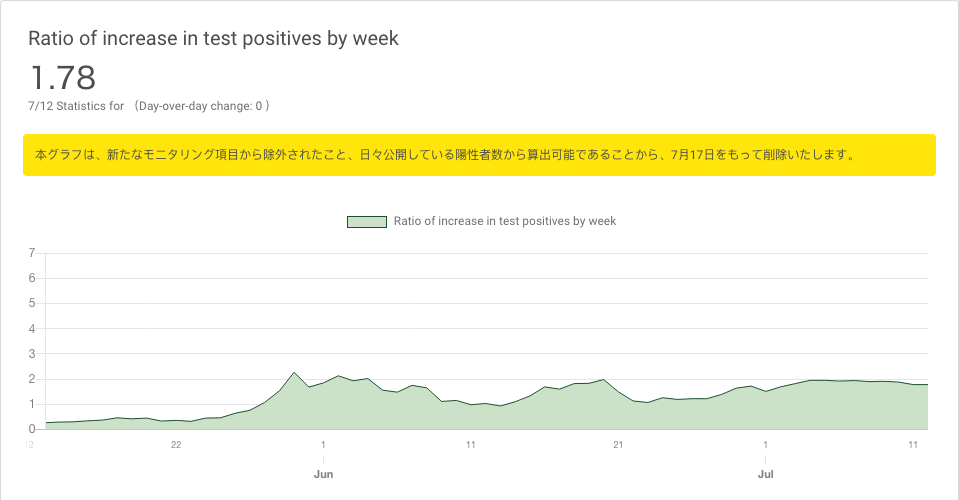 Ratio of increase in test positives by week
1.78
7/12 Statistics for （Day-over-day change: 0 ）
本グラフは、新たなモニタリング項目から除外されたこと、日々公開している陽性者数から算出可能であることから、7月17日をもって削除いたします。
Ratio of increase in test positives by week
7
6
5
4
3
2
1
0
12 22 1 11 21 1 11
Jun Jul